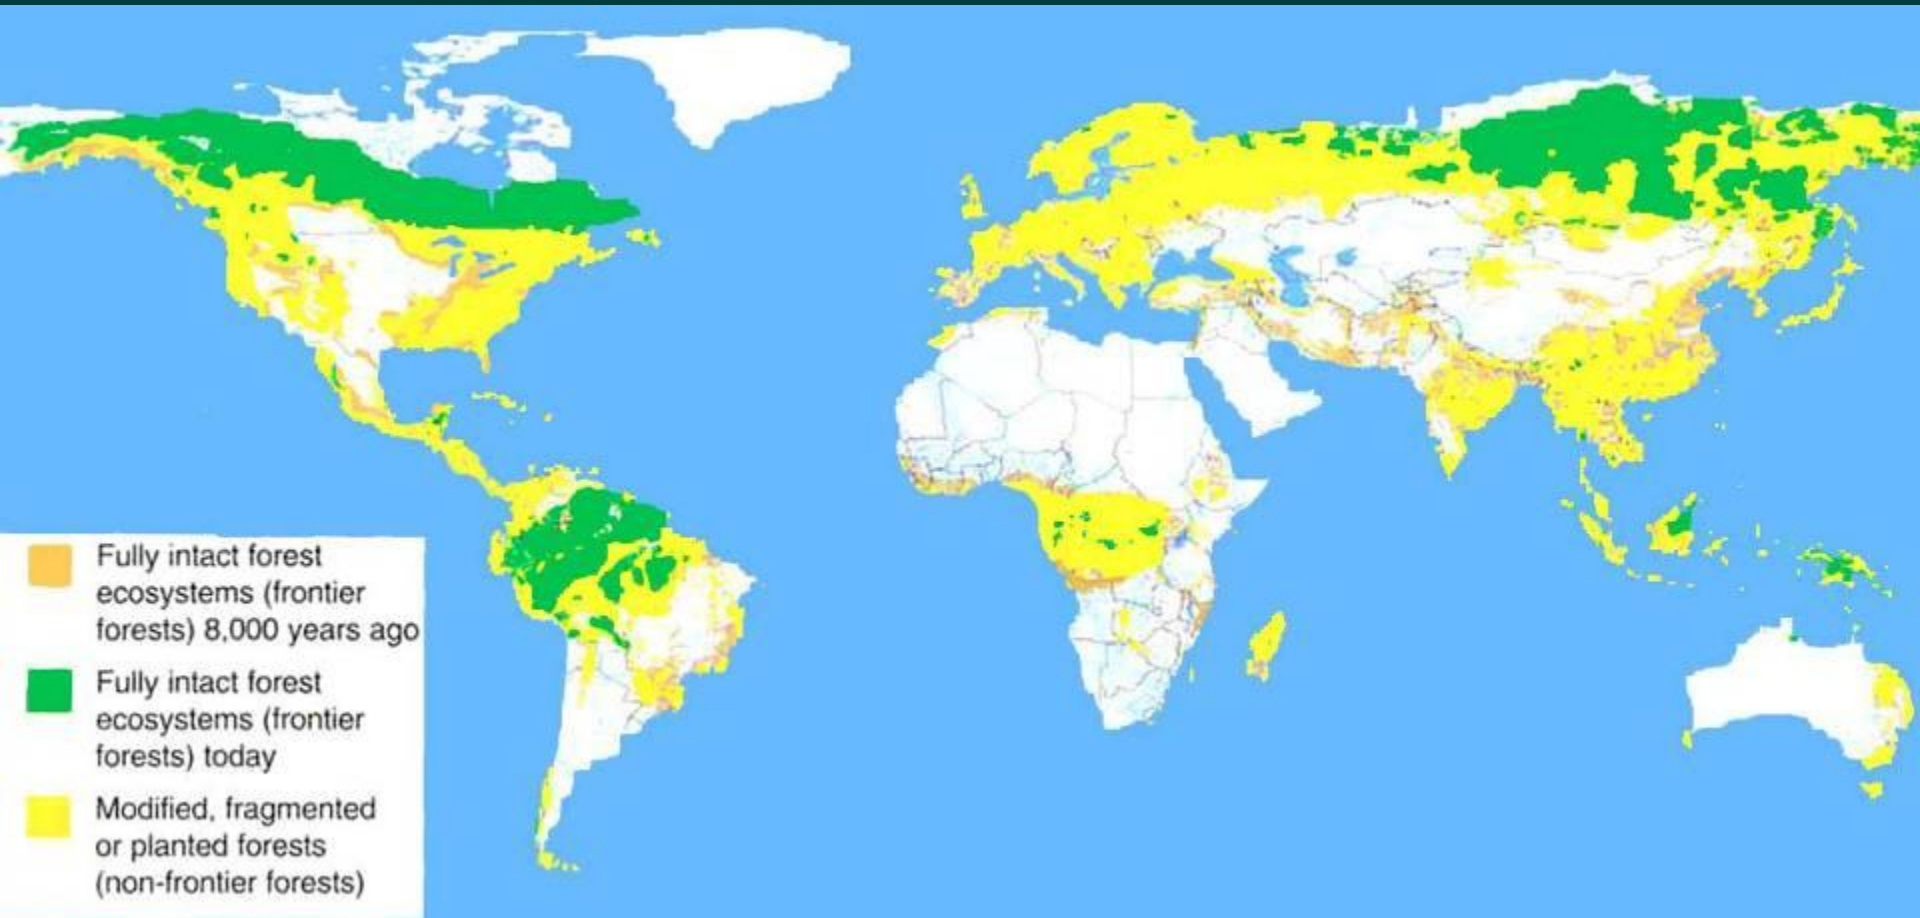 Fully intact forest
ecosystems (frontier
forests) 8,000 years ago
Fully intact forest
ecosystems (frontier
forests) today
Modified, fragmented
or planted forests
(non-frontier forests)